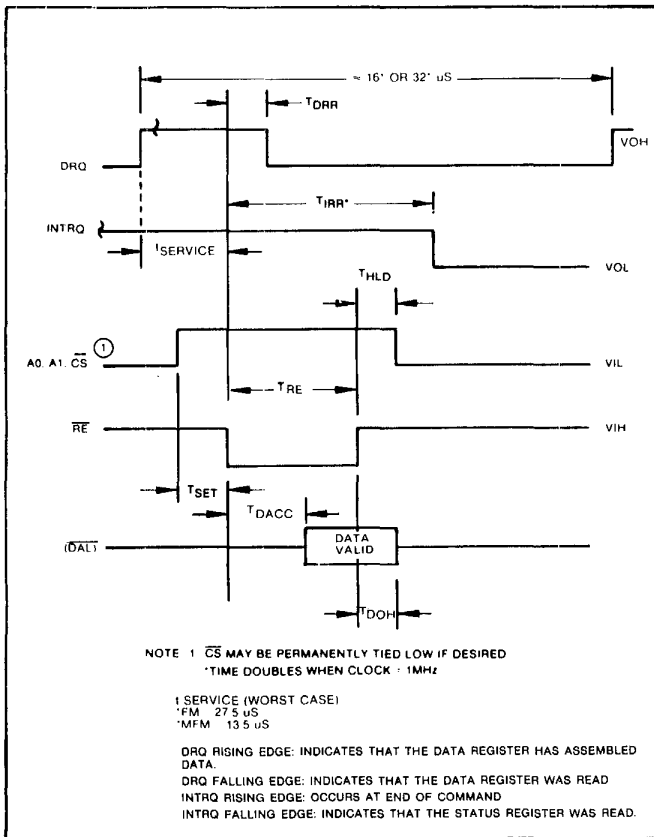 ≈ 16* OR 32* uS
TDRR
VOH
DRQ
TIRR*
INTRQ
tSERVICE
VOL
THLD
1
A0. A1. CS
VIL
TRE
RE
VIH
TSET
TDACC
(DAL)
DATA
VALID
TDOH
NOTE 1 CS MAY BE PERMANENTLY TIED LOW IF DESIRED
*TIME DOUBLES WHEN CLOCK = 1MHz
t SERVICE (WORST CASE)
*FM 27 5 uS
*MFM 13 5 uS
DRQ RISING EDGE: INDICATES THAT THE DATA REGISTER HAS ASSEMBLED
DATA.
DRQ FALLING EDGE: INDICATES THAT THE DATA REGISTER WAS READ
INTRQ RISING EDGE: OCCURS AT END OF COMMAND
INTRQ FALLING EDGE: INDICATES THAT THE STATUS REGISTER WAS READ.